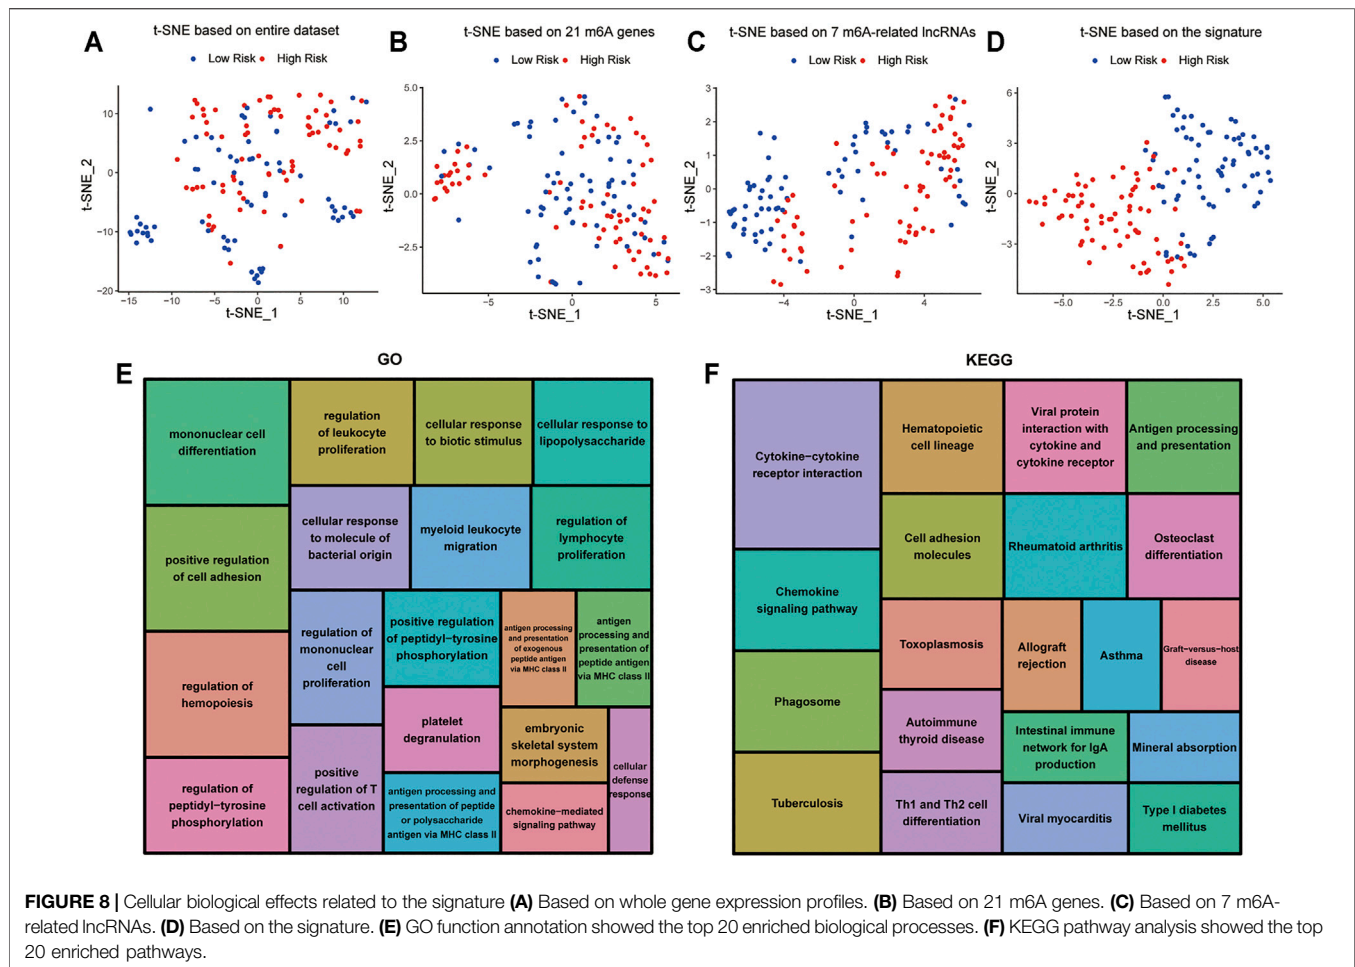 A
t-SNE based on entire dataset
Low Risk
High Risk
10
0
−10
−20
−15
−10
−5
0
5
10
t-SNE_2
t-SNE_1
B
t-SNE based on 21 m6A genes
Low Risk
High Risk
5.0
2.5
0.0
−2.5
−5
0
5
t-SNE_2
t-SNE_1
C
t-SNE based on 7 m6A-related lncRNAs
Low Risk
High Risk
3
2
1
0
−1
−2
−3
−4
0
4
t-SNE_2
t-SNE_1
D
t-SNE based on the signature
Low Risk
High Risk
6
3
0
−3
−5.0
−2.5
0.0
2.5
5.0
t-SNE_2
t-SNE_1
E
GO
mononuclear cell
differentiation
positive regulation
of cell adhesion
regulation of
hemopoiesis
regulation of
peptidyl−tyrosine
phosphorylation
regulation
of leukocyte
proliferation
cellular response
to biotic stimulus
cellular response to
lipopolysaccharide
cellular response
to molecule of
bacterial origin
myeloid leukocyte
migration
regulation of
lymphocyte
proliferation
regulation of
mononuclear
cell
proliferation
positive
regulation of T
cell activation
positive regulation
of peptidyl−tyrosine
phosphorylation
platelet
degranulation
antigen processing and
presentation of peptide
or polysaccharide
antigen via MHC class II
antigen processing
and presentation
of exogenous
peptide antigen
via MHC class II
antigen
processing and
presentation of
peptide antigen
via MHC class II
embryonic
skeletal system
morphogenesis
chemokine−mediated
signaling pathway
cellular
defense
response
F
KEGG
Cytokine−cytokine
receptor interaction
Chemokine
signaling pathway
Phagosome
Tuberculosis
Hematopoietic
cell lineage
Viral protein
interaction with
cytokine and
cytokine receptor
Antigen processing
and presentation
Cell adhesion
molecules
Rheumatoid arthritis
Osteoclast
differentiation
Toxoplasmosis
Autoimmune
thyroid disease
Th1 and Th2 cell
differentiation
Allograft
rejection
Asthma
Graft−versus−host
disease
Intestinal immune
network for IgA
production
Mineral absorption
Viral myocarditis
Type I diabetes
mellitus
FIGURE 8 | Cellular biological effects related to the signature (A) Based on whole gene expression profiles. (B) Based on 21 m6A genes. (C) Based on 7 m6A-
related lncRNAs. (D) Based on the signature. (E) GO function annotation showed the top 20 enriched biological processes. (F) KEGG pathway analysis showed the top
20 enriched pathways.